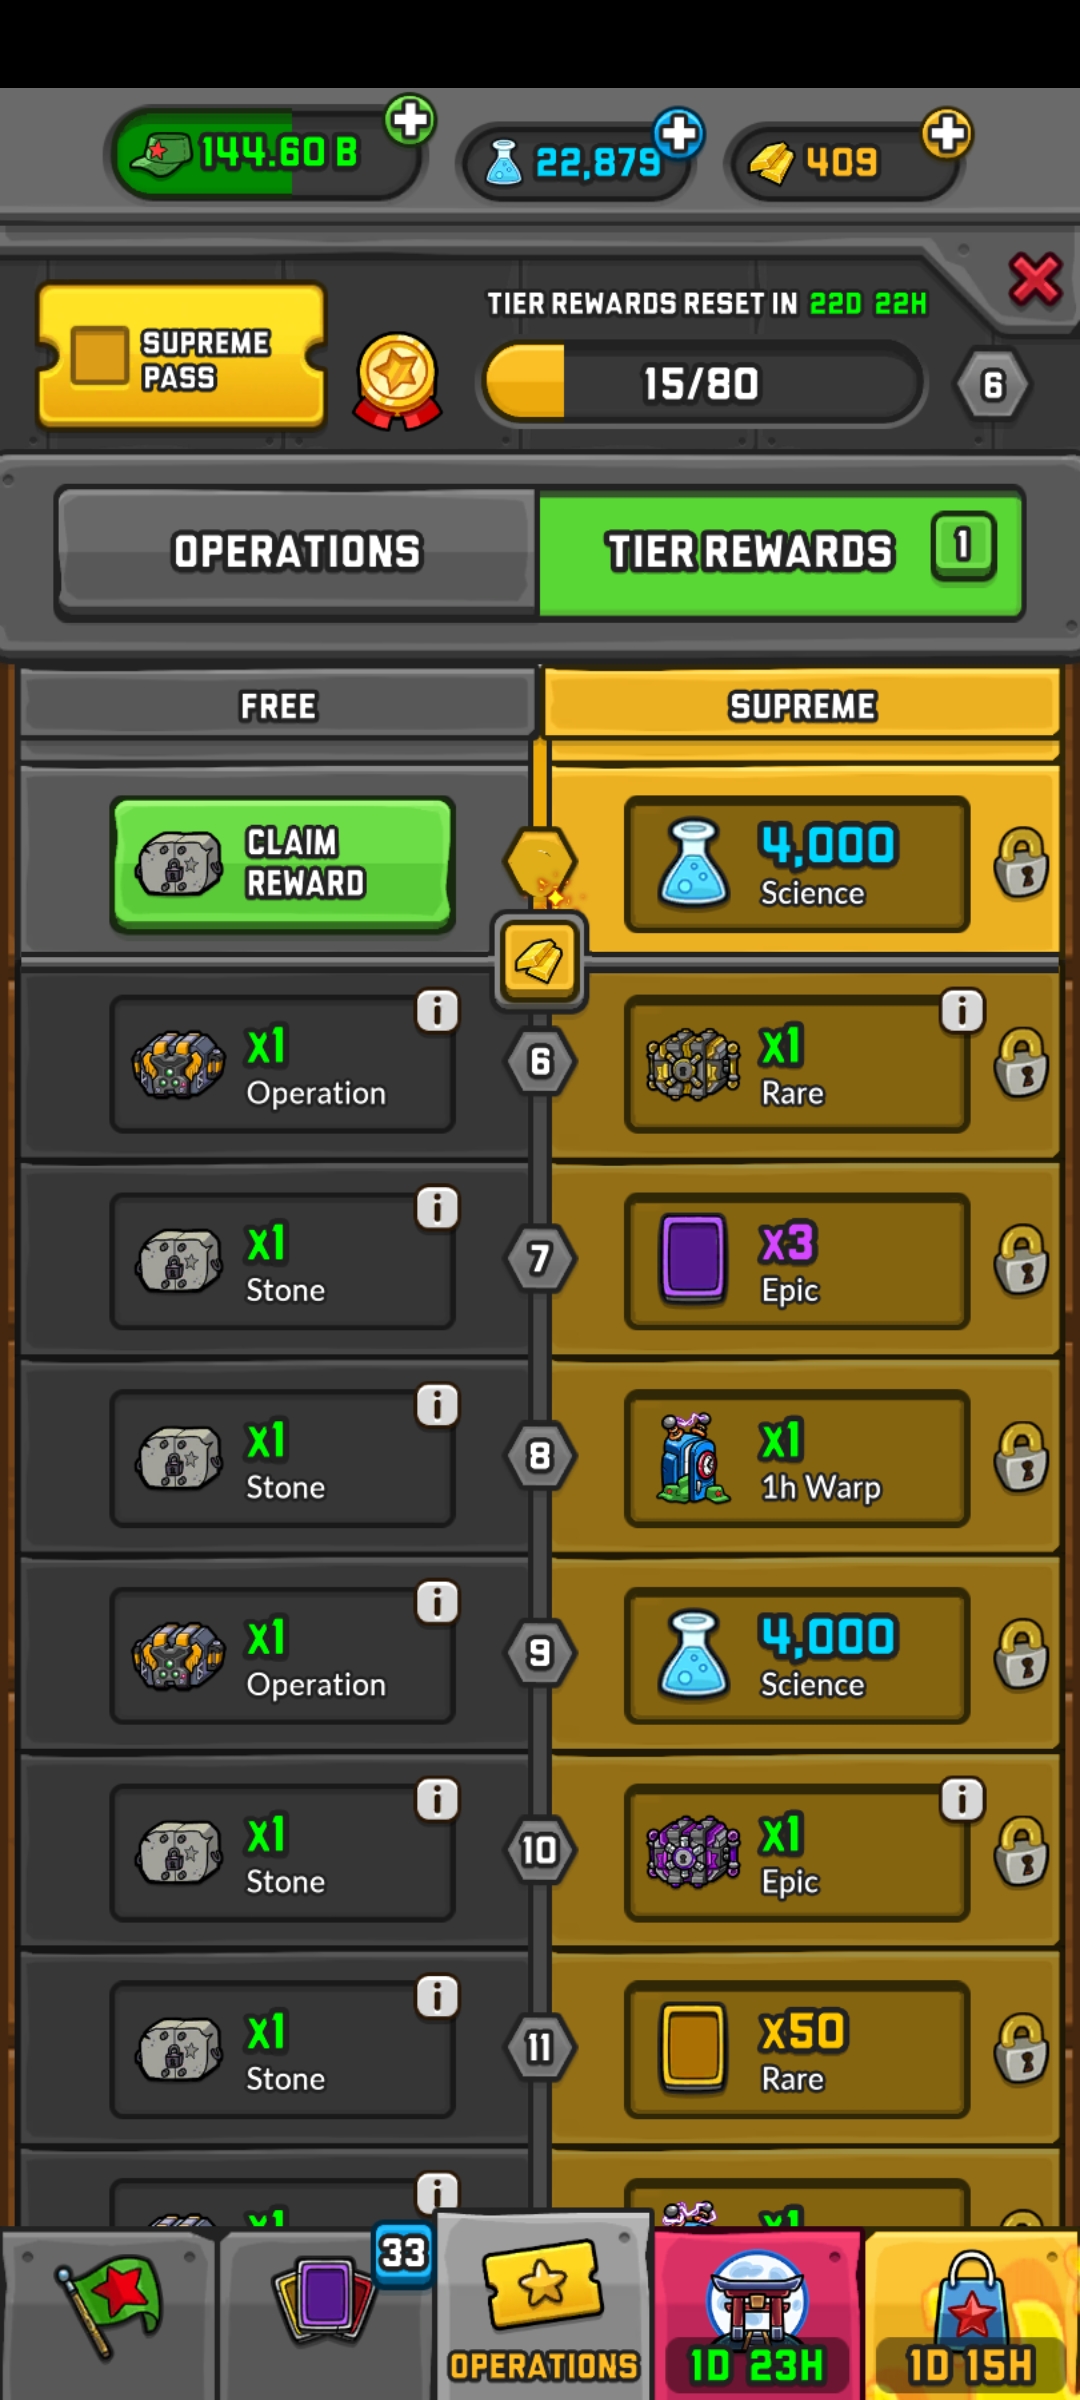 144.60 B
22,879
409
TIER REWARDS RESET IN 22D 22H
SUPREME
PASS
15/80
6
OPERATIONS
TIER REWARDS
1
FREE
SUPREME
CLAIM
REWARD
4,000
Science
x1
Operation
6
x1
Rare
x1
Stone
7
x3
Epic
x1
Stone
8
x1
1h Warp
x1
Operation
9
4,000
Science
x1
Stone
10
x1
Epic
x1
Stone
11
x50
Rare
x1
x1
33
OPERATIONS
1D 23H
1D 15H